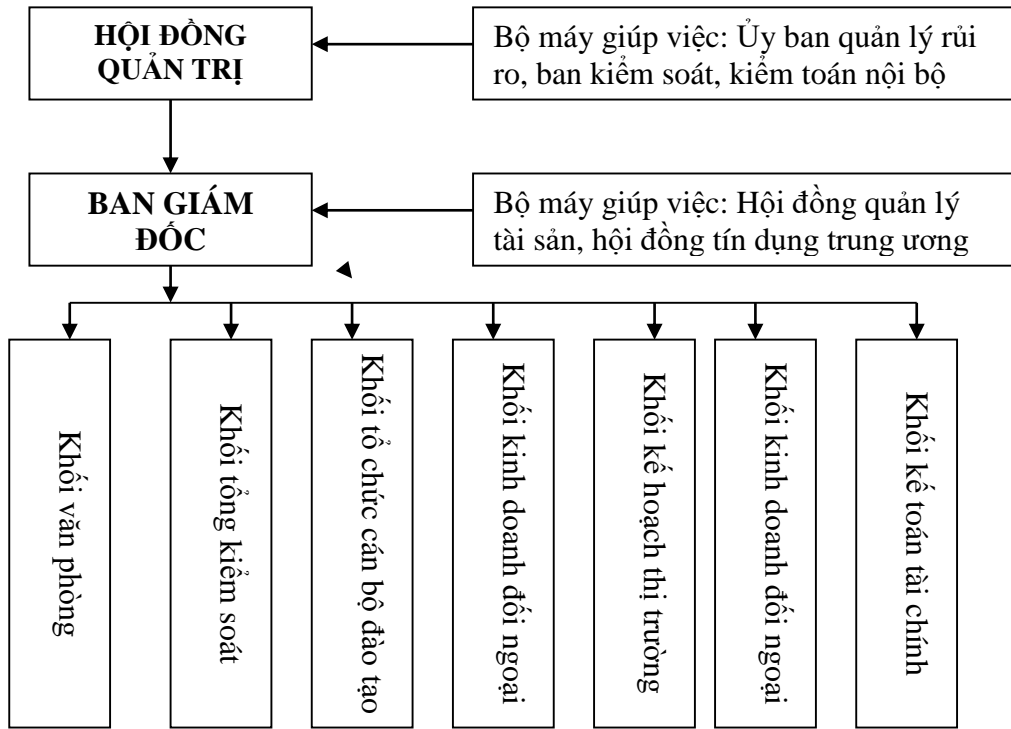 HỘI ĐỒNG
QUẢN TRỊ
Bộ máy giúp việc: Ủy ban quản lý rủi
ro, ban kiểm soát, kiểm toán nội bộ
BAN GIÁM
ĐỐC
Bộ máy giúp việc: Hội đồng quản lý
tài sản, hội đồng tín dụng trung ương
Khối văn phòng
Khối tổng kiểm soát
Khối tổ chức cán bộ đào tạo
Khối kinh doanh đối ngoại
Khối kế hoạch thị trường
Khối kinh doanh đối ngoại
Khối kế toán tài chính